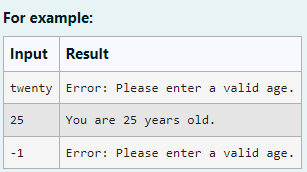 For example:
Input Result
twenty Error: Please enter a valid age.
25 You are 25 years old.
-1 Error: Please enter a valid age.